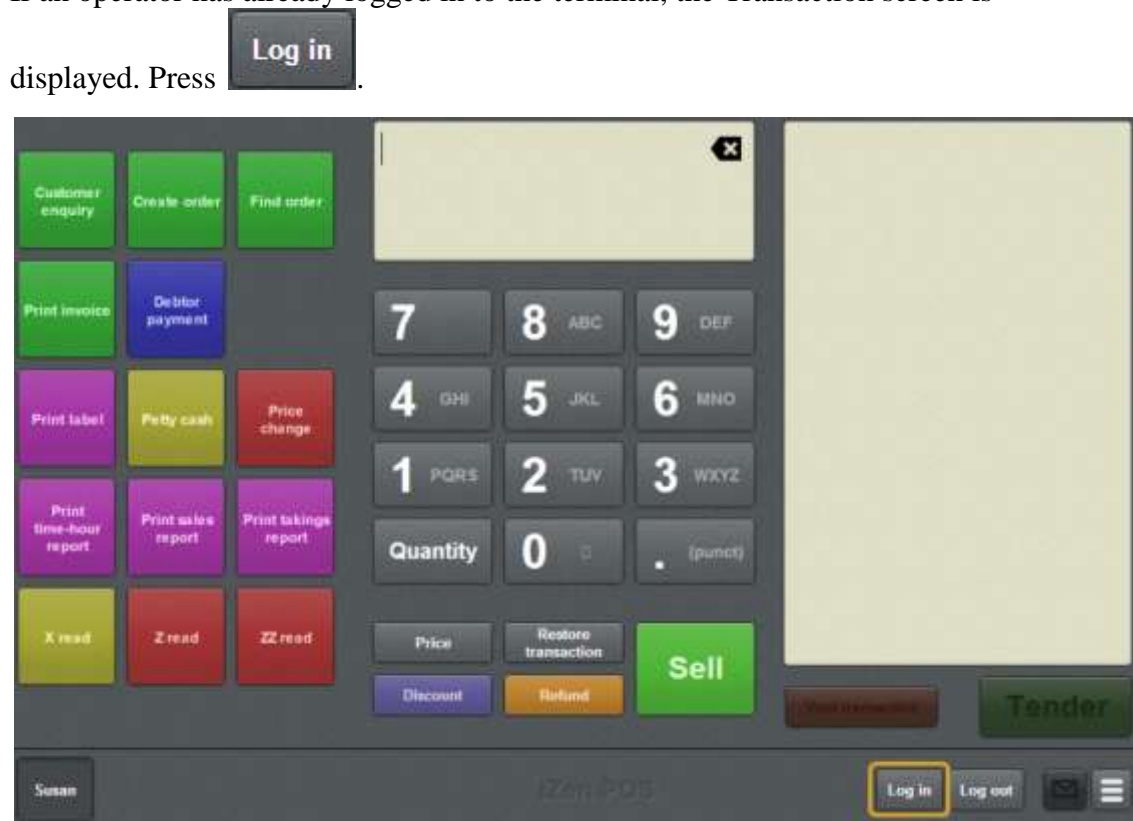 If an operator has already logged in to the terminal, the Transaction screen is
Log in
displayed. Press .
Customer
enquiry
Create order
Find order
Print invoice
Debtor
payment
Print label
Petty cash
Price
change
Print
time-hour
report
Print sales
report
Print takings
report
X read
Z read
ZZ read
7
8 ABC
9 DEF
4 GHI
5 JKL
6 MNO
1 PQRS
2 TUV
3 WXYZ
Quantity
0
. (punct)
Price
Restore
transaction
Sell
Discount
Refund
Void transaction
Tender
Susan
iZen POS
Log in
Log out